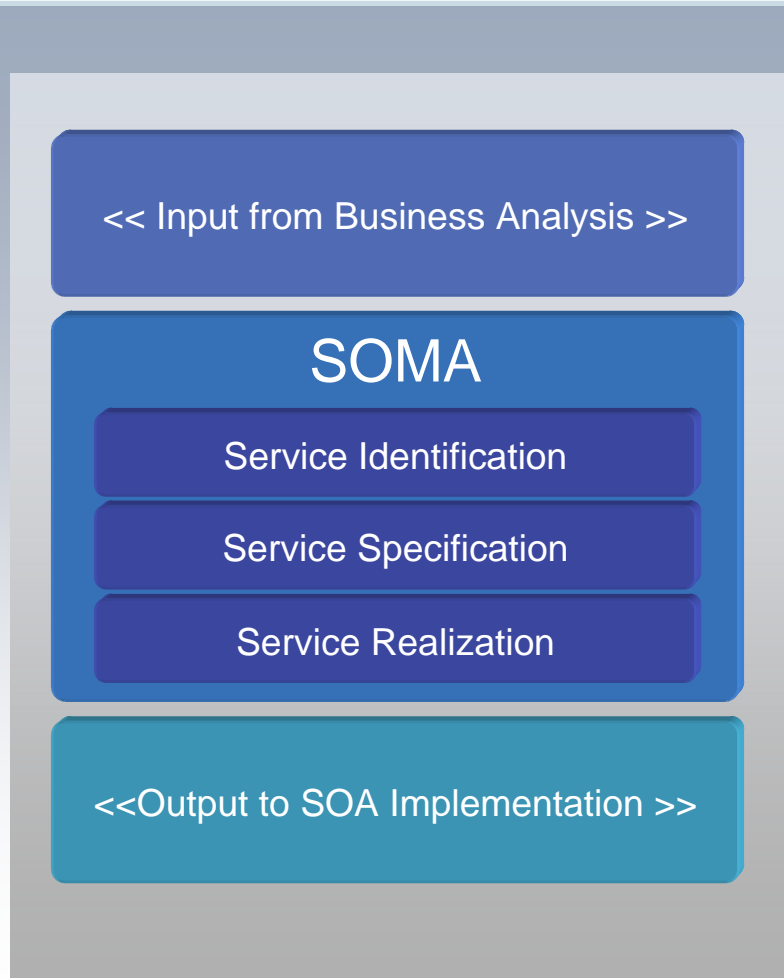 << Input from Business Analysis >>
SOMA
Service Identification
Service Specification
Service Realization
<<Output to SOA Implementation >>